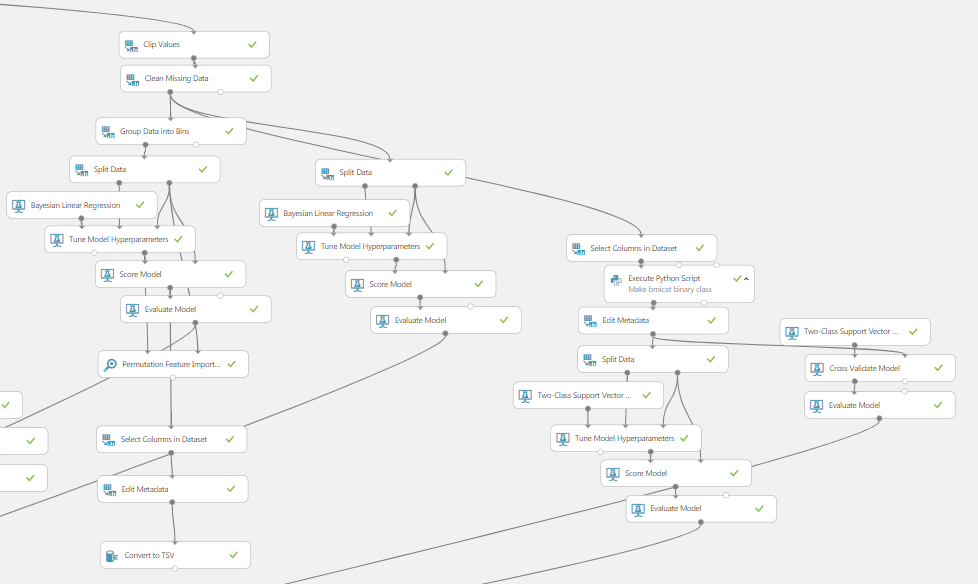 Clip Values
Clean Missing Data
Group Data into Bins
Split Data
Bayesian Linear Regression
Tune Model Hyperparameters
Score Model
Evaluate Model
Permutation Feature Import...
Select Columns in Dataset
Edit Metadata
Convert to TSV
Split Data
Bayesian Linear Regression
Tune Model Hyperparameters
Score Model
Evaluate Model
Select Columns in Dataset
Execute Python Script
Make bmicat binary class
Edit Metadata
Split Data
Two-Class Support Vector ...
Tune Model Hyperparameters
Score Model
Evaluate Model
Two-Class Support Vector ...
Cross Validate Model
Evaluate Model